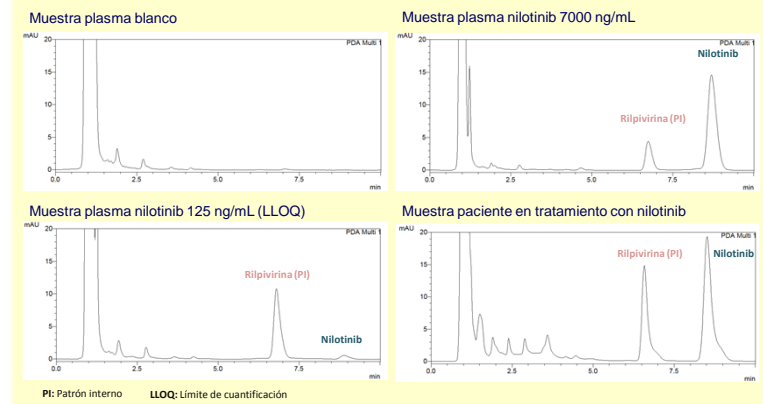 Muestra plasma blanco
mAU
20
15
10
5
0
PDA Multi 1
0.0 2.5 5.0 7.5
min
Muestra plasma nilotinib 7000 ng/mL
mAU
20
15
10
5
0
PDA Multi 1
Nilotinib
Rilpivirina (PI)
0.0 2.5 5.0 7.5
min
Muestra plasma nilotinib 125 ng/mL (LLOQ)
mAU
20
15
10
5
0
PDA Multi 1
Rilpivirina (PI)
Nilotinib
0.0 2.5 5.0 7.5
min
Muestra paciente en tratamiento con nilotinib
mAU
20
15
10
5
0
PDA Multi 1
Rilpivirina (PI) Nilotinib
0.0 2.5 5.0 7.5
min
PI: Patrón interno LLOQ: Límite de cuantificación